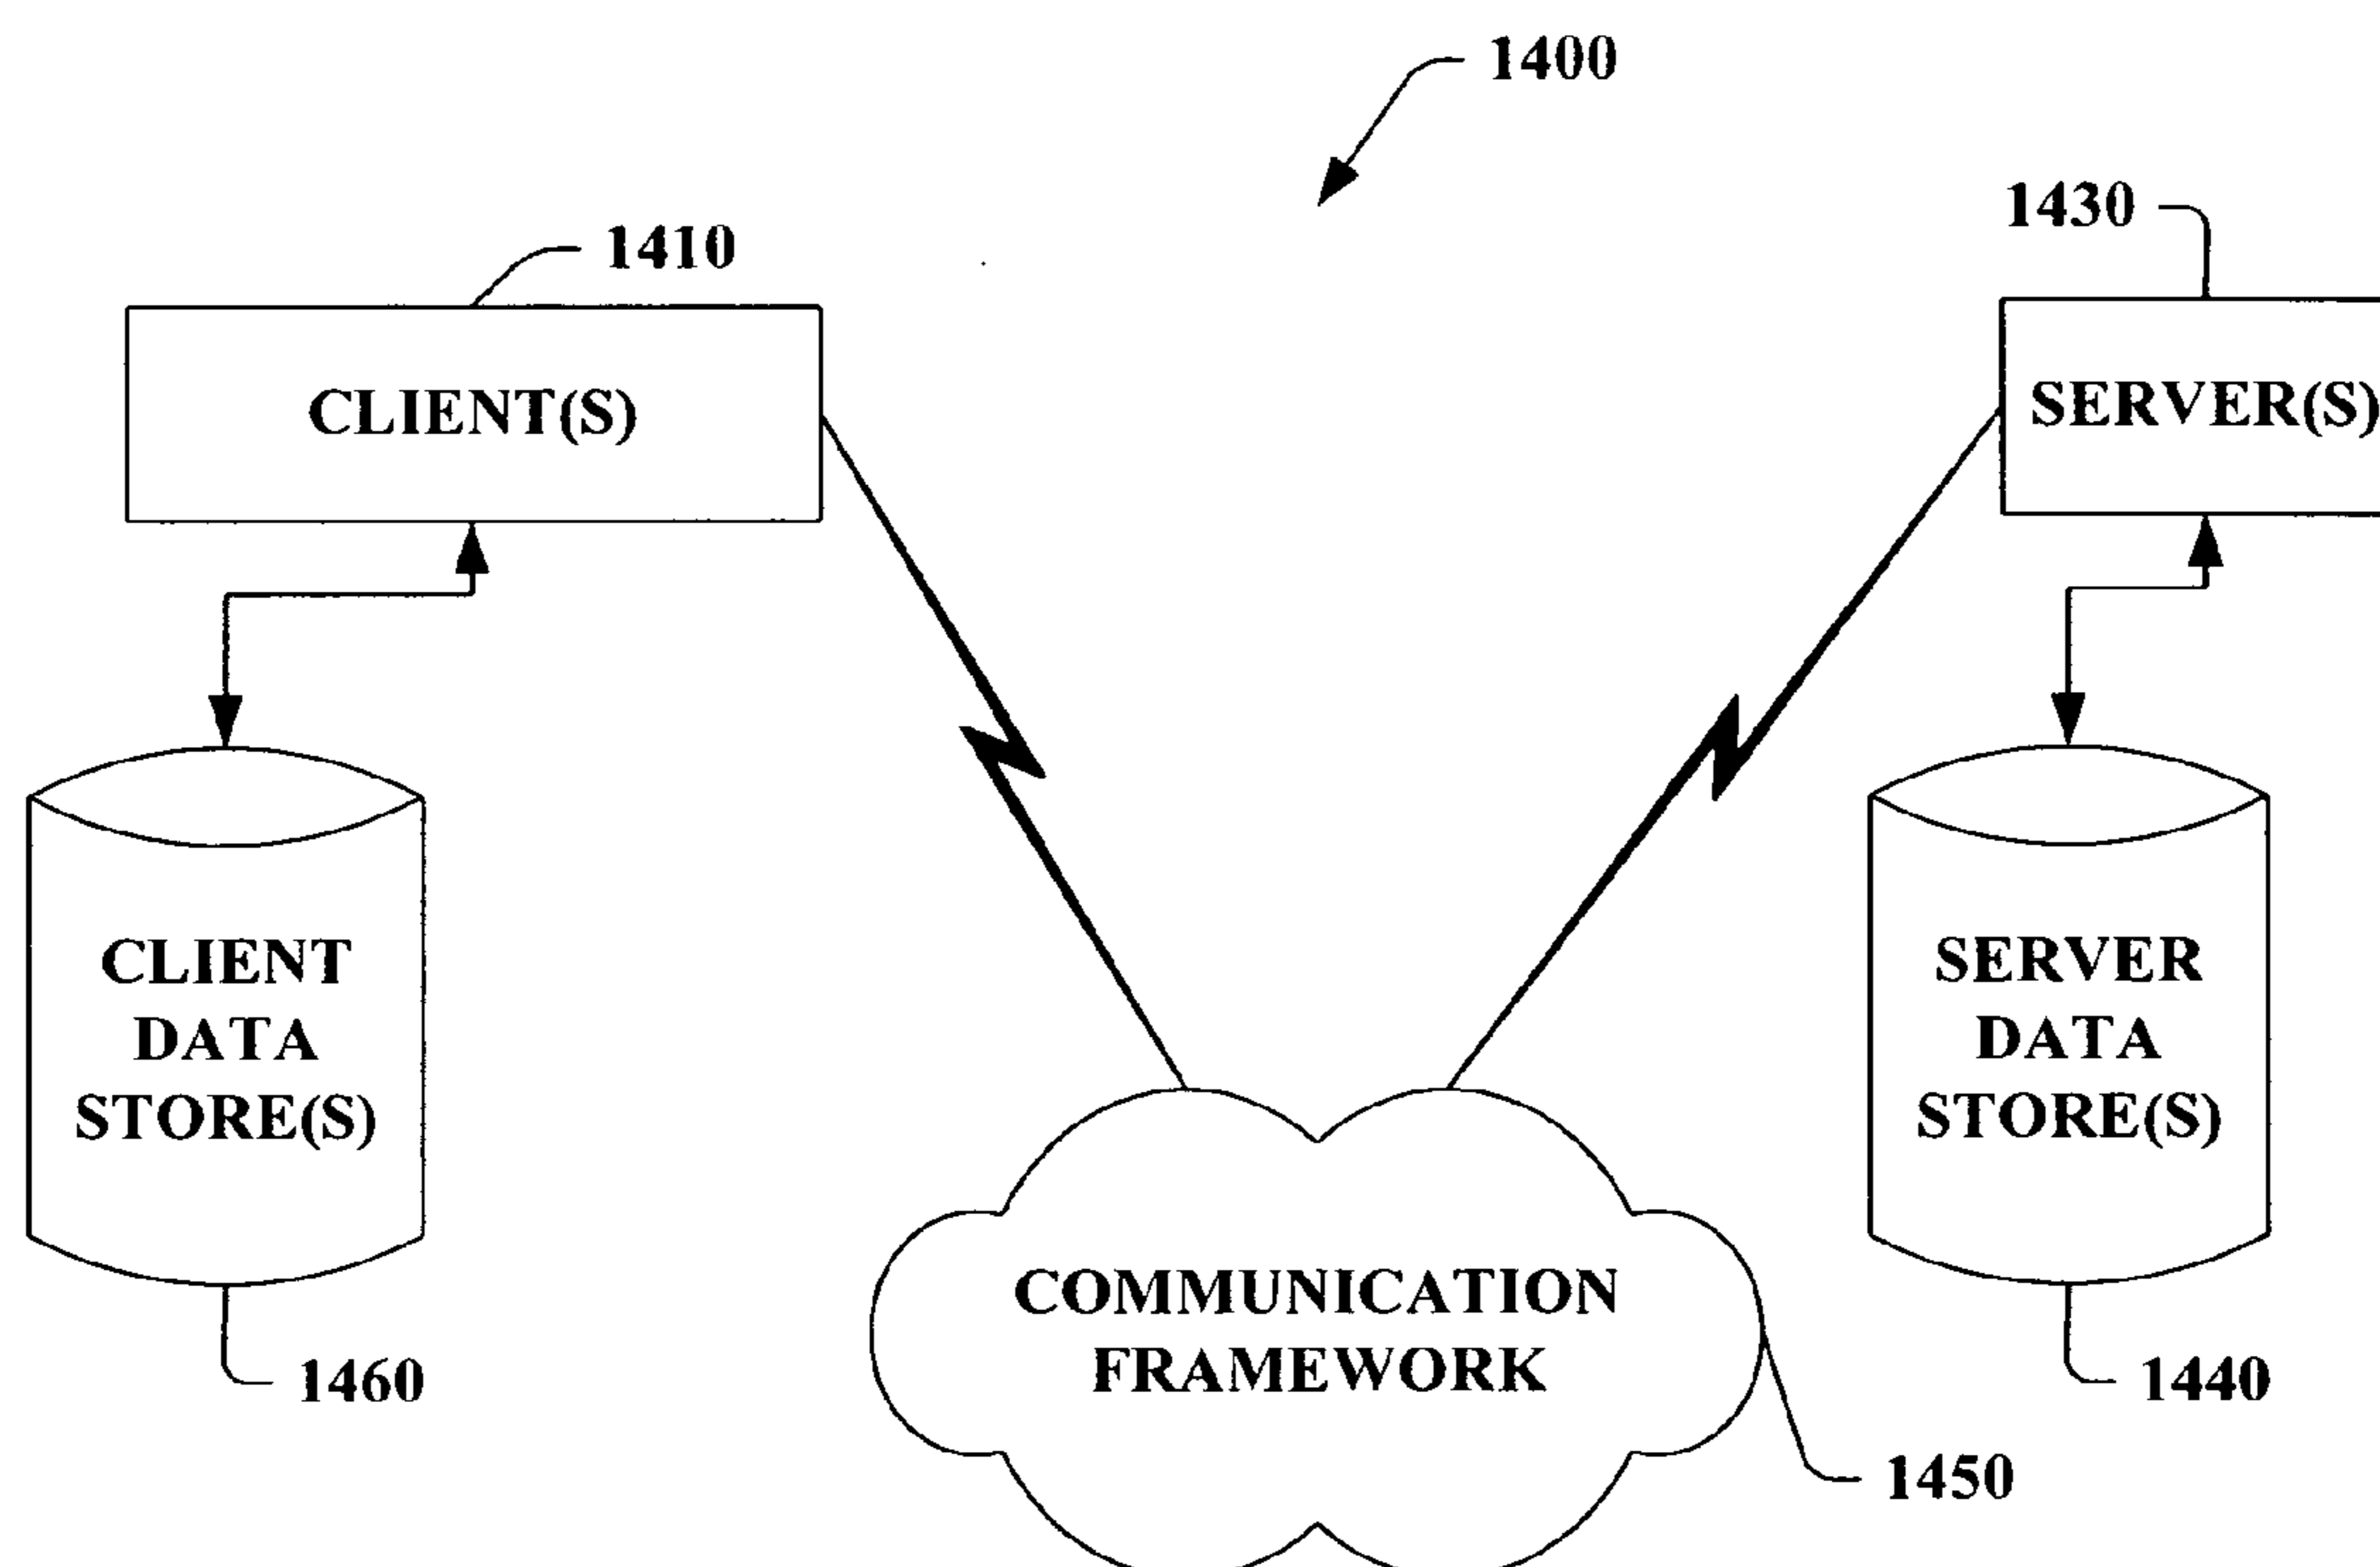 1400
1430
1410
CLIENT(S)
SERVER(S)
CLIENT
DATA
STORE(S)
SERVER
DATA
STORE(S)
COMMUNICATION
FRAMEWORK
1460
1440
1450